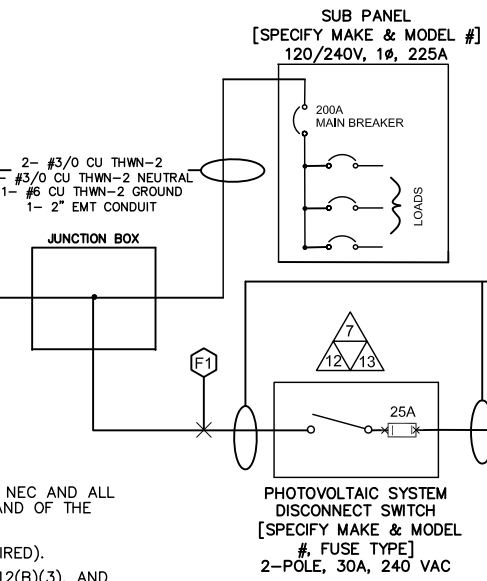 SUB PANEL
[SPECIFY MAKE & MODEL #]
120/240V, 1ø, 225A
200A
MAIN BREAKER
LOADS
2- #3/0 CU THWN-2
- #3/0 CU THWN-2 NEUTRAL
1- #6 CU THWN-2 GROUND
1- 2" EMT CONDUIT
JUNCTION BOX
F1
7
12 13
25A
PHOTOVOLTAIC SYSTEM
DISCONNECT SWITCH
[SPECIFY MAKE & MODEL
#, FUSE TYPE]
2-POLE, 30A, 240 VAC
NEC AND ALL
AND OF THE
IRED).
12(B)(3), AND